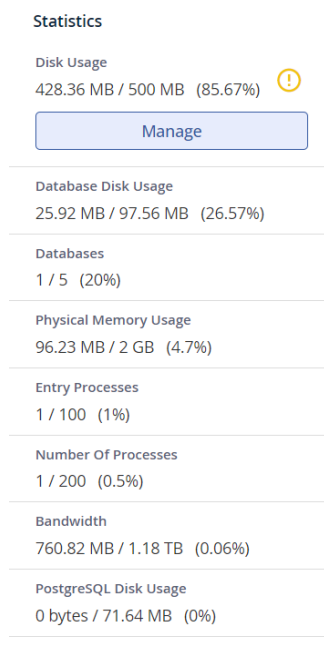 Statistics
Disk Usage
428.36 MB / 500 MB (85.67%)
Manage
Database Disk Usage
25.92 MB / 97.56 MB (26.57%)
Databases
1 / 5 (20%)
Physical Memory Usage
96.23 MB / 2 GB (4.7%)
Entry Processes
1 / 100 (1%)
Number Of Processes
1 / 200 (0.5%)
Bandwidth
760.82 MB / 1.18 TB (0.06%)
PostgreSQL Disk Usage
0 bytes / 71.64 MB (0%)